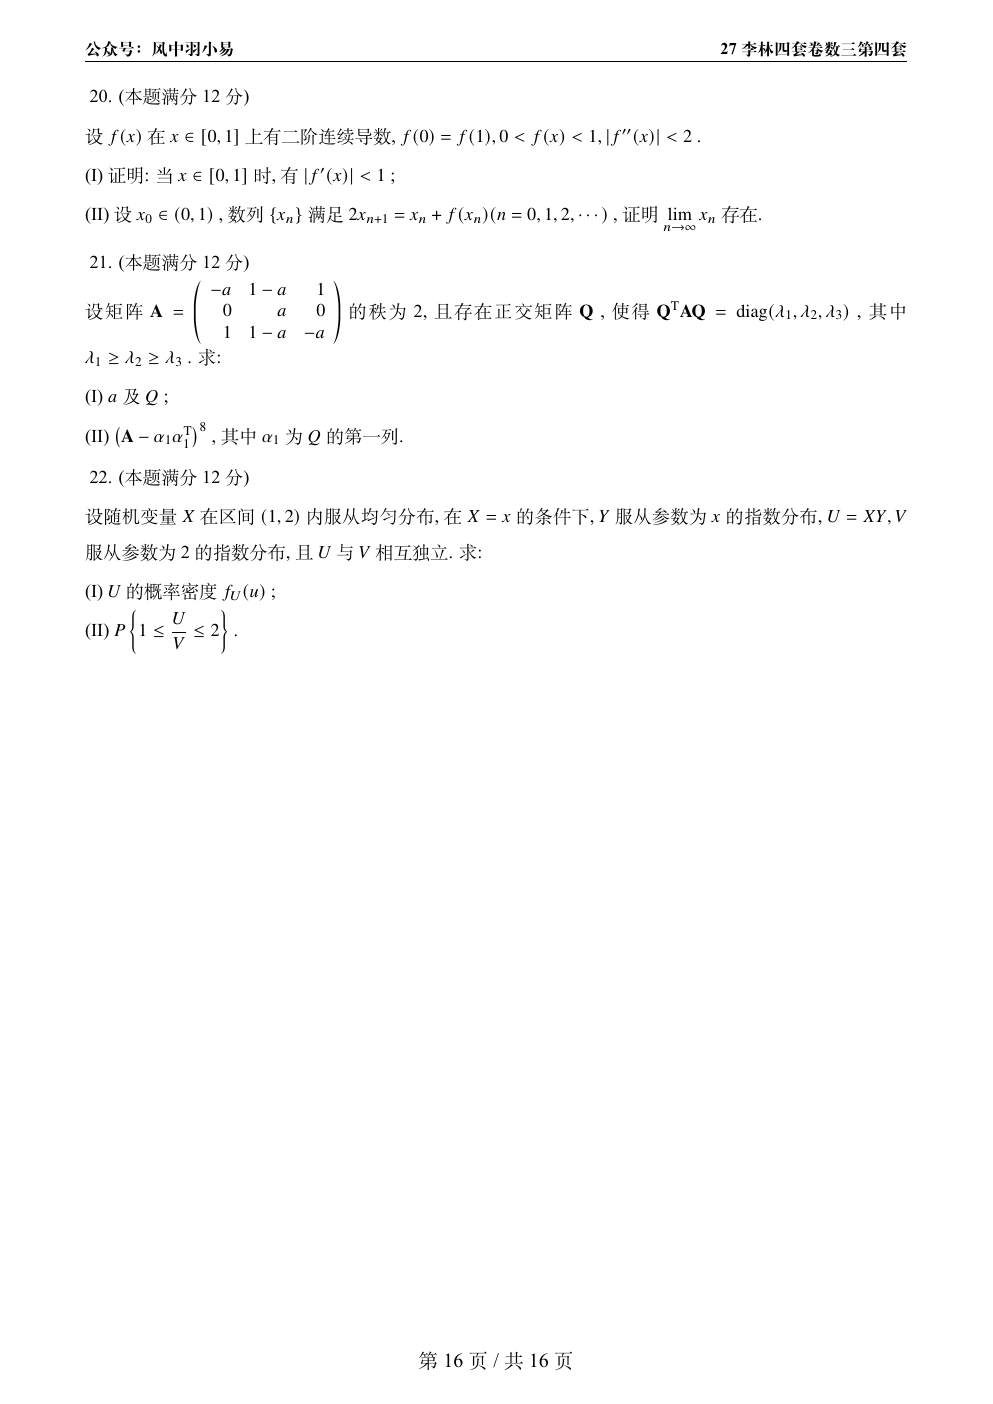 公众号：风中羽小易 27 李林四套卷数三第四套
20. (本题满分 12 分)
设 f(x) 在 x ∈ [0, 1] 上有二阶连续导数, f(0) = f(1), 0 < f(x) < 1, |f′′(x)| < 2 .
(I) 证明: 当 x ∈ [0, 1] 时, 有 |f′(x)| < 1 ;
(II) 设 x₀ ∈ (0, 1) , 数列 {xₙ} 满足 2xₙ₊₁ = xₙ + f(xₙ)(n = 0, 1, 2, ⋯) , 证明 lim_{n→∞} xₙ 存在.
21. (本题满分 12 分)
设矩阵 A = ( −a 1 − a 1 ; 0 a 0 ; 1 1 − a −a ) 的秩为 2, 且存在正交矩阵 Q , 使得 QᵀAQ = diag(λ₁, λ₂, λ₃) , 其中
λ₁ ≥ λ₂ ≥ λ₃ . 求:
(I) a 及 Q ;
(II) (A − α₁α₁ᵀ)⁸ , 其中 α₁ 为 Q 的第一列.
22. (本题满分 12 分)
设随机变量 X 在区间 (1, 2) 内服从均匀分布, 在 X = x 的条件下, Y 服从参数为 x 的指数分布, U = XY, V
服从参数为 2 的指数分布, 且 U 与 V 相互独立. 求:
(I) U 的概率密度 f_U(u) ;
(II) P{1 ≤ U/V ≤ 2} .
第 16 页 / 共 16 页